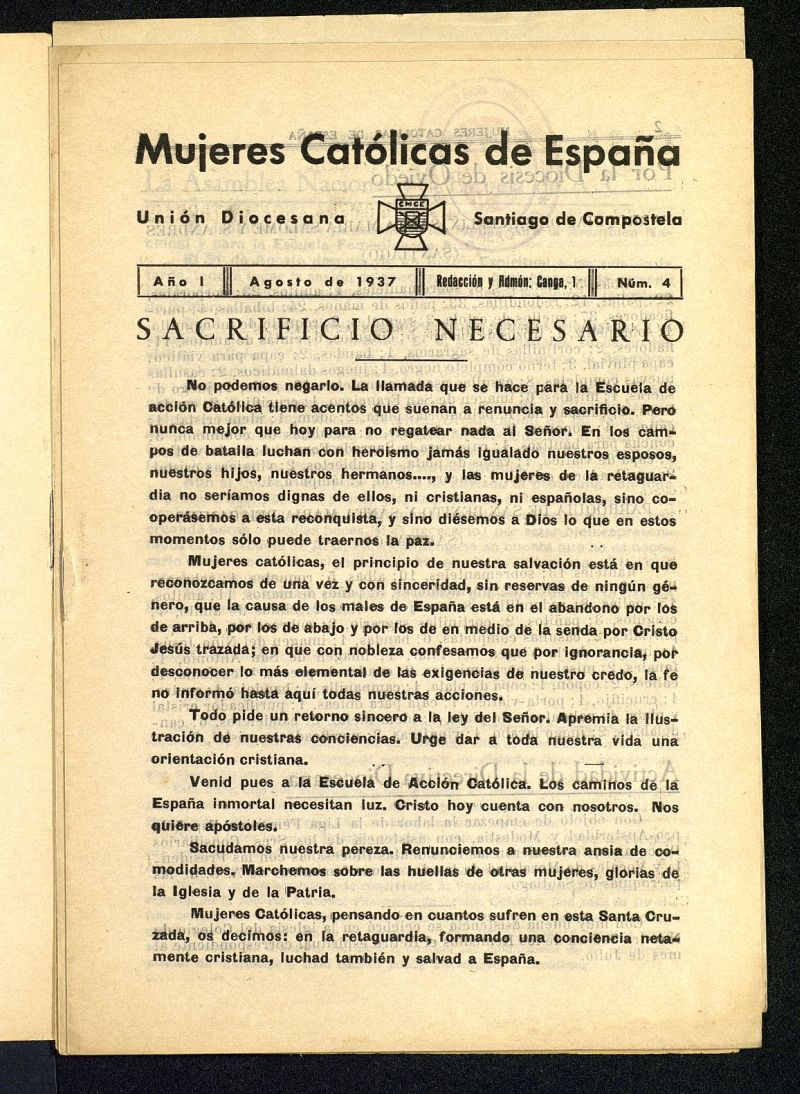 Mujeres Católicas de España
CMCE
Unión Diocesana Santiago de Compostela
Año I Agosto de 1937 Redacción y Admón: Canga, 1 Núm. 4
SACRIFICIO NECESARIO
No podemos negarlo. La llamada que se hace para la Escuela de
acción Católica tiene acentos que suenan a renuncia y sacrificio. Pero
nunca mejor que hoy para no regatear nada al Señor. En los cam-
pos de batalla luchan con heroísmo jamás igualado nuestros esposos,
nuestros hijos, nuestros hermanos...., y las mujeres de la retaguar-
dia no seríamos dignas de ellos, ni cristianas, ni españolas, sino co-
operásemos a esta reconquista, y sino diésemos a Dios lo que en estos
momentos sólo puede traernos la paz.
Mujeres católicas, el principio de nuestra salvación está en que
reconozcamos de una vez y con sinceridad, sin reservas de ningún gé-
nero, que la causa de los males de España está en el abandono por los
de arriba, por los de abajo y por los de en medio de la senda por Cristo
Jesús trazada; en que con nobleza confesamos que por ignorancia, por
desconocer lo más elemental de las exigencias de nuestro credo, la fe
no informó hasta aquí todas nuestras acciones.
Todo pide un retorno sincero a la ley del Señor. Apremia la ilus-
tración de nuestras conciencias. Urge dar a toda nuestra vida una
orientación cristiana.
Venid pues a la Escuela de Acción Católica. Los caminos de la
España inmortal necesitan luz. Cristo hoy cuenta con nosotros. Nos
quiere apóstoles.
Sacudamos nuestra pereza. Renunciemos a nuestra ansia de co-
modidades. Marchemos sobre las huellas de otras mujeres, glorias de
la Iglesia y de la Patria.
Mujeres Católicas, pensando en cuantos sufren en esta Santa Cru-
zada, os decimos: en la retaguardia, formando una conciencia neta-
mente cristiana, luchad también y salvad a España.